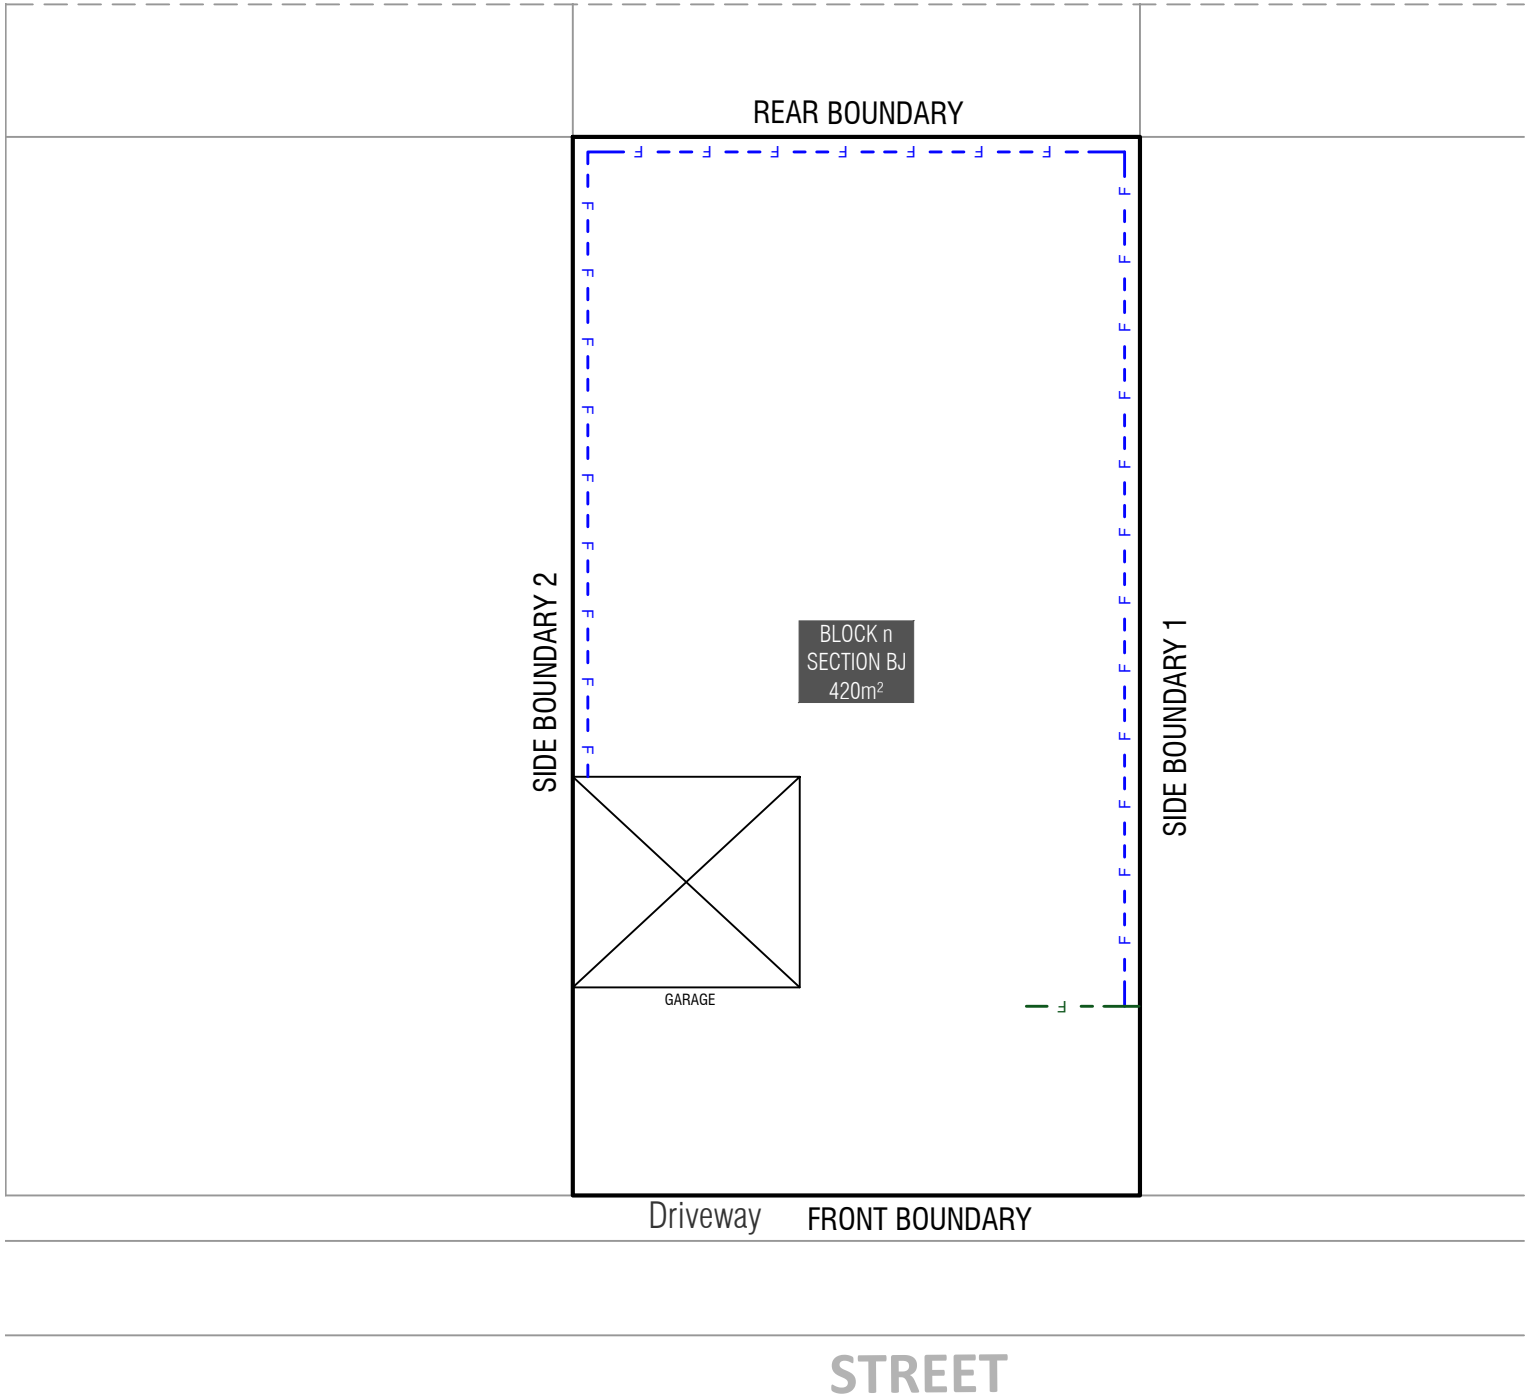 REAR BOUNDARY
F F F F F F F
F F F F F F F F F
F F F F F F F F F F F F
SIDE BOUNDARY 2
BLOCK n
SECTION BJ
420m²
SIDE BOUNDARY 1
GARAGE
F
Driveway FRONT BOUNDARY
STREET